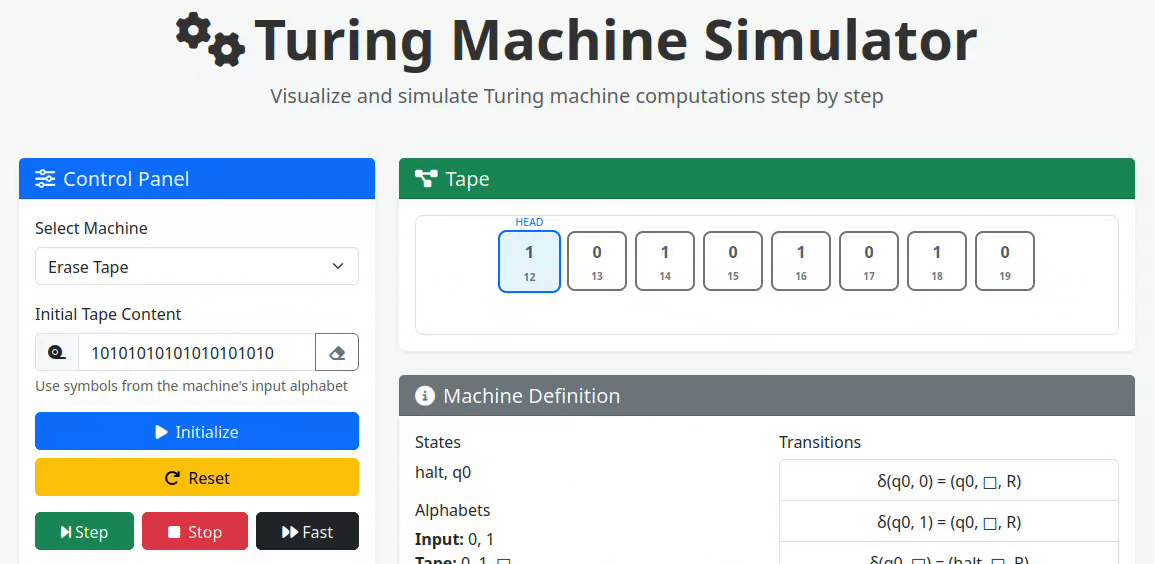 Turing Machine Simulator
Visualize and simulate Turing machine computations step by step
Control Panel
Select Machine
Erase Tape
Initial Tape Content
10101010101010101010
Use symbols from the machine's input alphabet
Initialize
Reset
Step Stop Fast
Tape
HEAD
1 0 1 0 1 0 1 0
12 13 14 15 16 17 18 19
Machine Definition
States
halt, q0
Alphabets
Input: 0, 1
Tape: 0, 1, □
Transitions
δ(q0, 0) = (q0, □, R)
δ(q0, 1) = (q0, □, R)
δ(q0, □) = (halt, □, R)